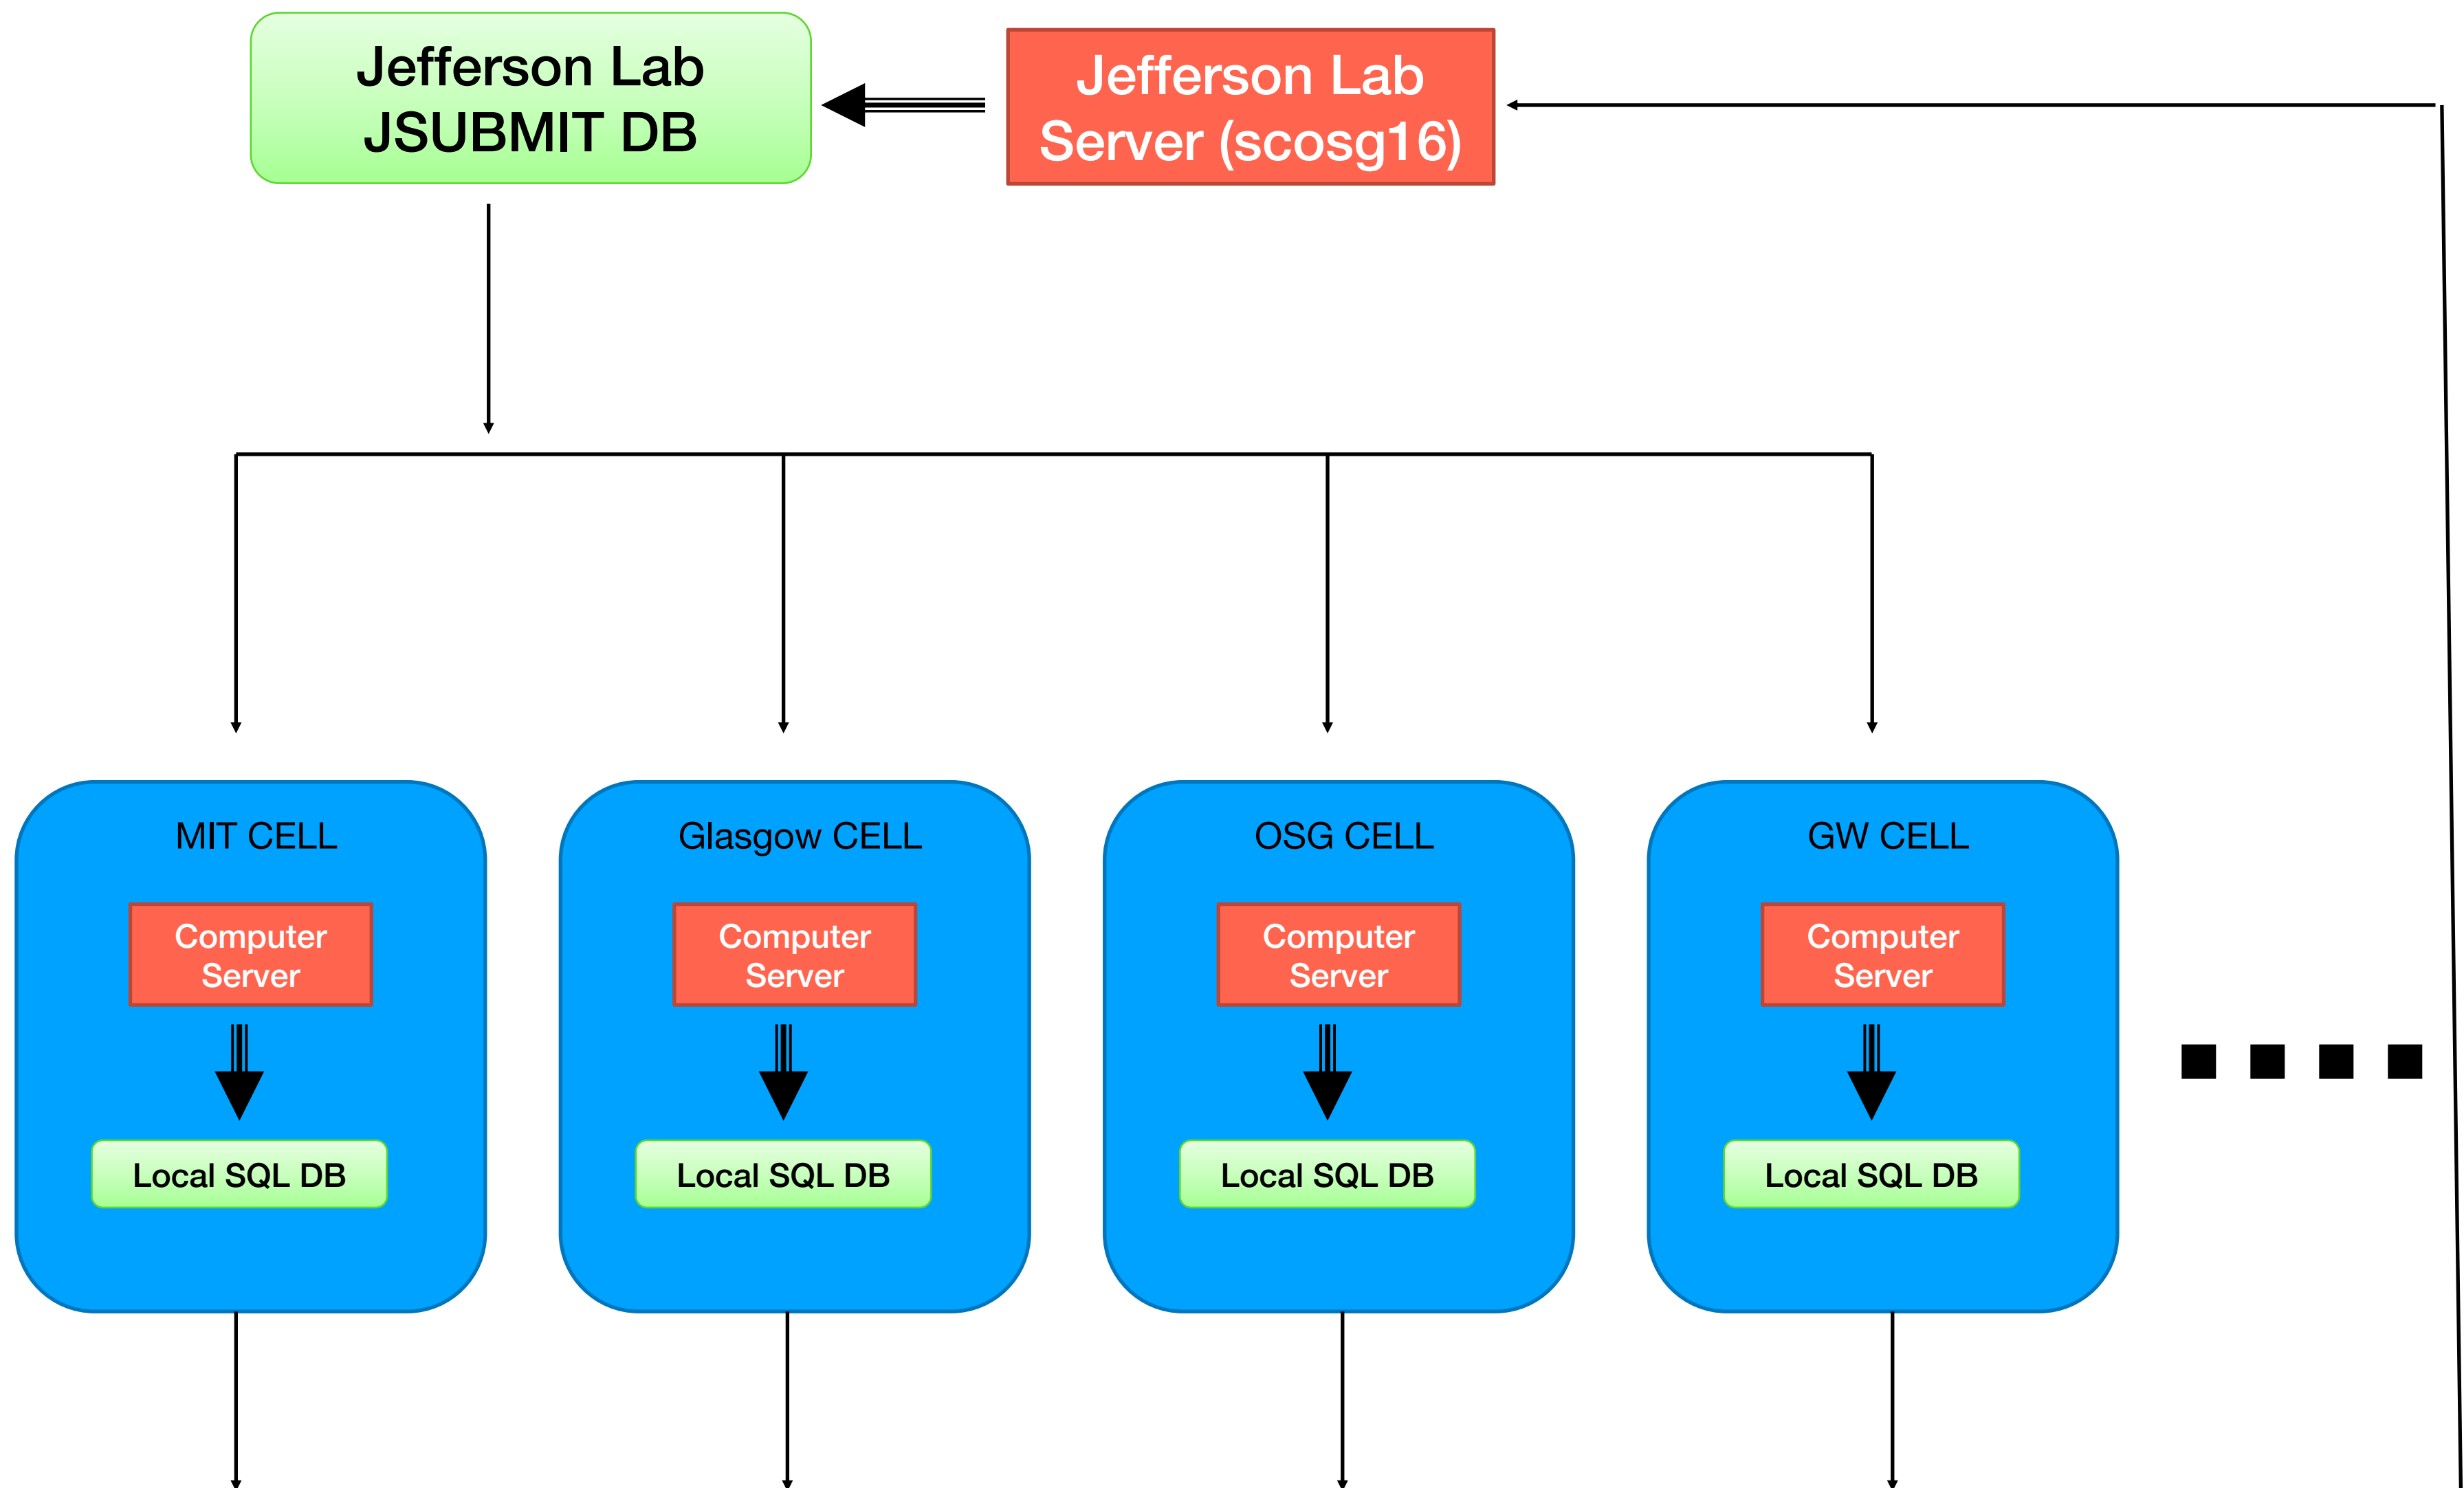 Jefferson Lab
JSUBMIT DB
Jefferson Lab
Server (scosg16)
MIT CELL
Glasgow CELL
OSG CELL
GW CELL
Computer
Server
Computer
Server
Computer
Server
Computer
Server
Local SQL DB
Local SQL DB
Local SQL DB
Local SQL DB